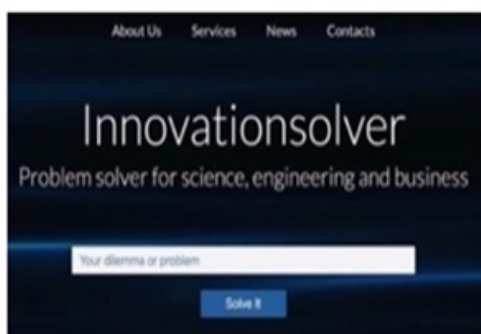 About Us Services News Contacts
Innovationsolver
Problem solver for science, engineering and business
Your dilemma or problem
Solve It